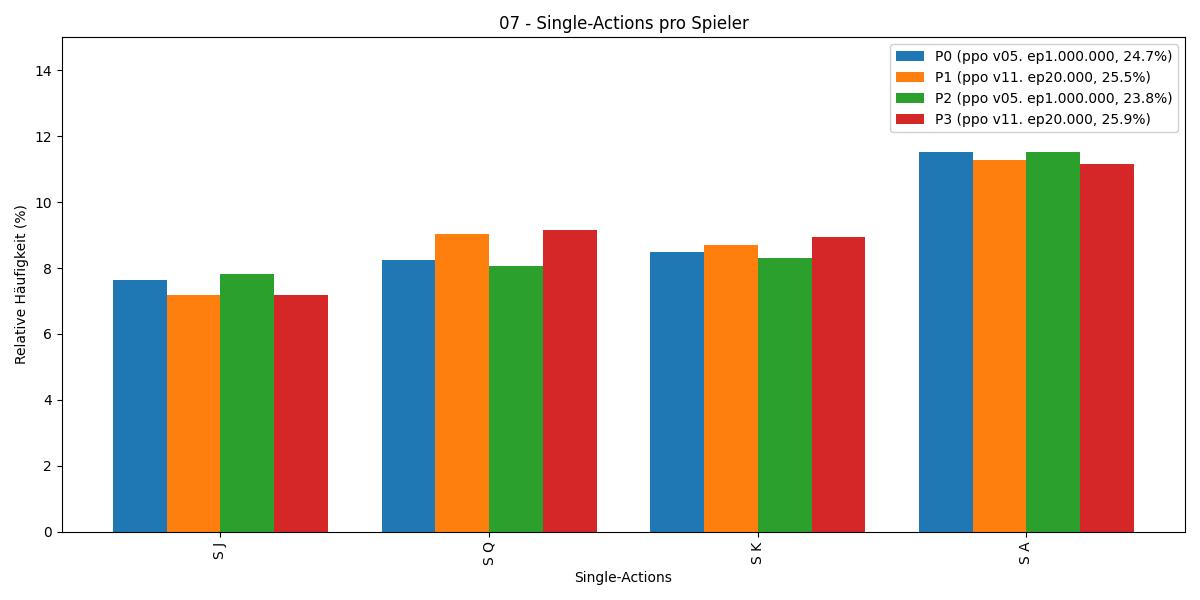 07 - Single-Actions pro Spieler
P0 (ppo v05. ep1.000.000, 24.7%)
P1 (ppo v11. ep20.000, 25.5%)
P2 (ppo v05. ep1.000.000, 23.8%)
P3 (ppo v11. ep20.000, 25.9%)
Relative Häufigkeit (%)
14
12
10
8
6
4
2
0
S J
S Q
S K
S A
Single-Actions